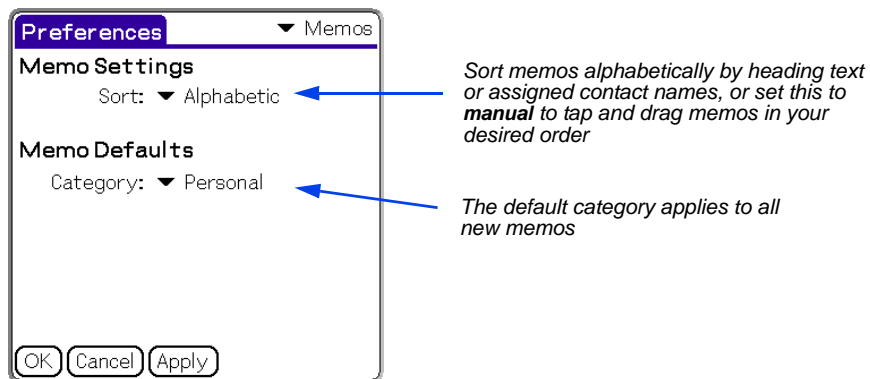 Preferences ▼ Memos
Memo Settings
Sort: ▼ Alphabetic
Sort memos alphabetically by heading text
or assigned contact names, or set this to
manual to tap and drag memos in your
desired order
Memo Defaults
Category: ▼ Personal
The default category applies to all
new memos
OK Cancel Apply